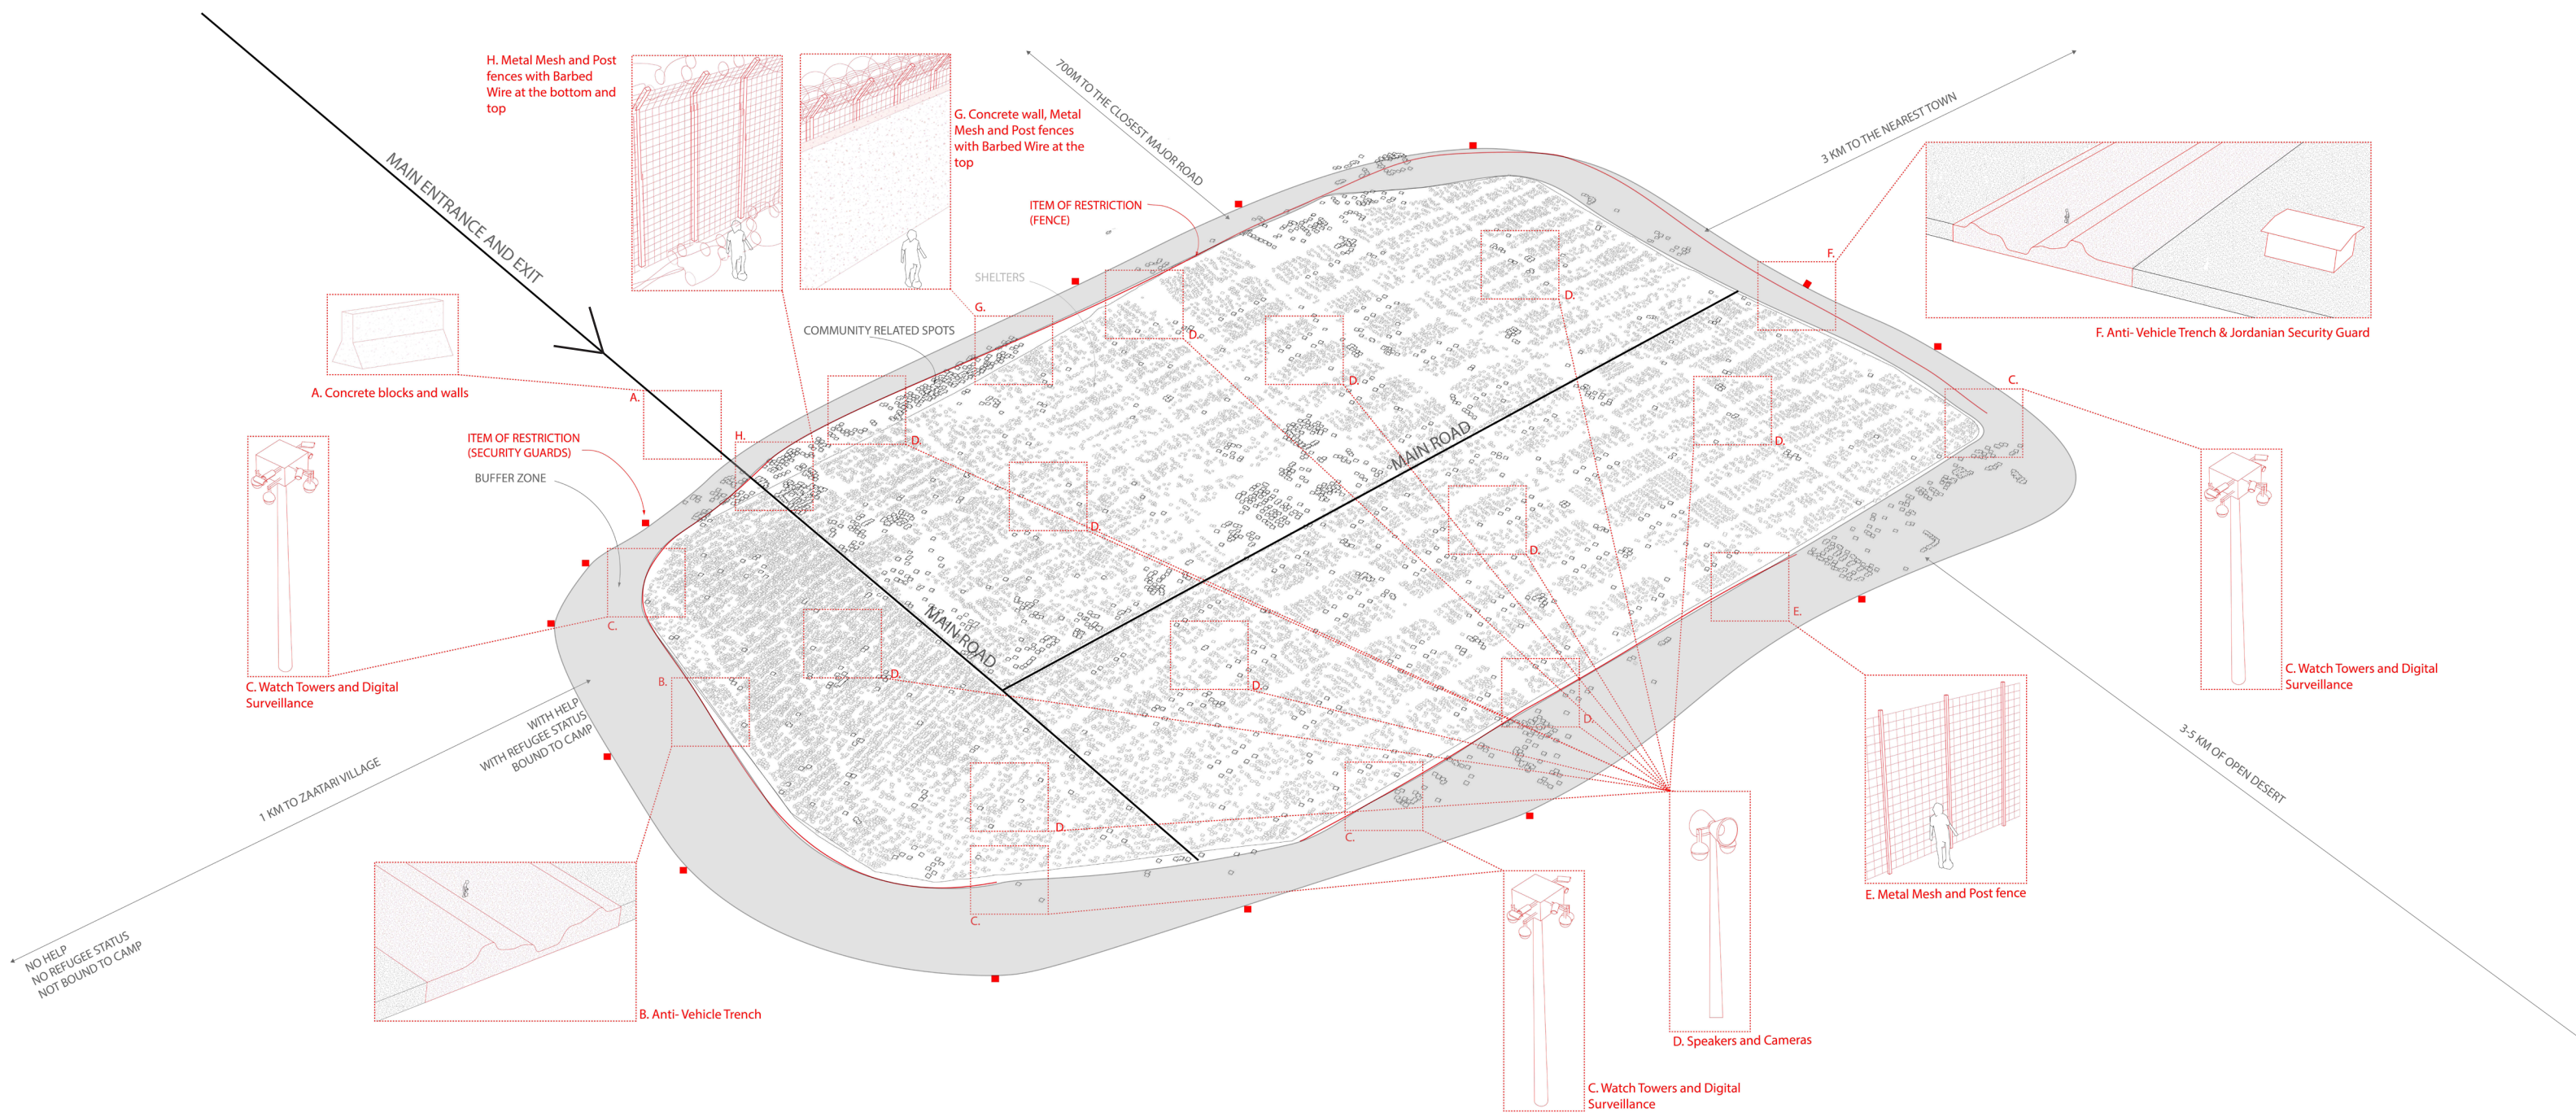 H. Metal Mesh and Post
fences with Barbed
Wire at the bottom and
top
G. Concrete wall, Metal
Mesh and Post fences
with Barbed Wire at the
top
700M TO THE CLOSEST MAJOR ROAD
3 KM TO THE NEAREST TOWN
MAIN ENTRANCE AND EXIT
ITEM OF RESTRICTION
(FENCE)
SHELTERS
COMMUNITY RELATED SPOTS
F.
F. Anti- Vehicle Trench & Jordanian Security Guard
G.
D.
D.
D.
C.
A. Concrete blocks and walls
A.
H.
D.
D.
ITEM OF RESTRICTION
(SECURITY GUARDS)
BUFFER ZONE
MAIN ROAD
D.
D.
C.
MAIN ROAD
E.
B.
D.
D.
D.
C. Watch Towers and Digital
Surveillance
C. Watch Towers and Digital
Surveillance
WITH HELP
WITH REFUGEE STATUS
BOUND TO CAMP
1 KM TO ZAATARI VILLAGE
3-5 KM OF OPEN DESERT
D.
C.
E. Metal Mesh and Post fence
C.
NO HELP
NO REFUGEE STATUS
NOT BOUND TO CAMP
B. Anti- Vehicle Trench
D. Speakers and Cameras
C. Watch Towers and Digital
Surveillance